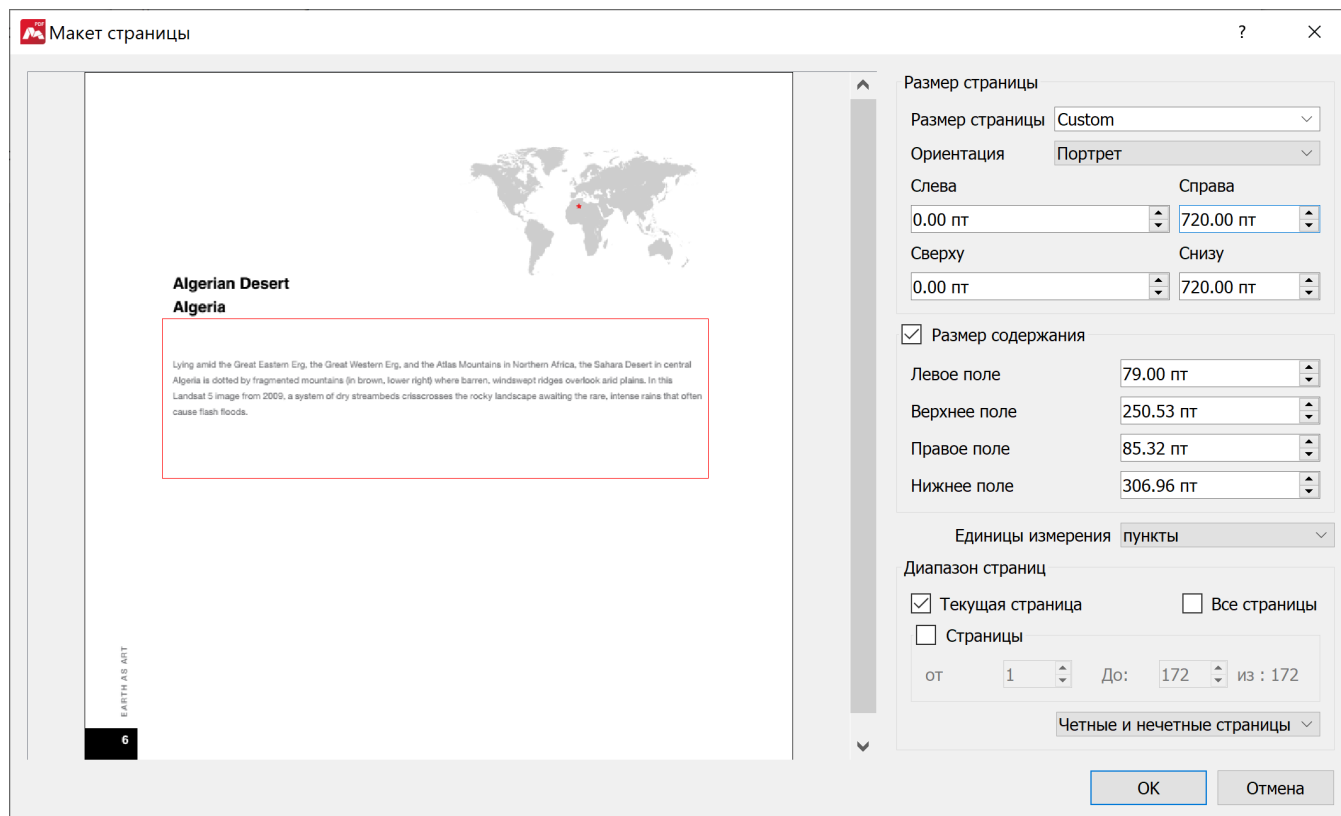 PDF
Макет страницы
?
Algerian Desert
Algeria
Lying amid the Great Eastern Erg, the Great Western Erg, and the Atlas Mountains in Northern Africa, the Sahara Desert in central
Algeria is dotted by fragmented mountains (in brown, lower right) where barren, windswept ridges overlook arid plains. In this
Landsat 5 image from 2009, a system of dry streambeds crisscrosses the rocky landscape awaiting the rare, intense rains that often
cause flash floods.
EARTH AS ART
6
Размер страницы
Размер страницы Custom
Ориентация Портрет
Слева Справа
0.00 пт 720.00 пт
Сверху Снизу
0.00 пт 720.00 пт
Размер содержания
Левое поле 79.00 пт
Верхнее поле 250.53 пт
Правое поле 85.32 пт
Нижнее поле 306.96 пт
Единицы измерения пункты
Диапазон страниц
Текущая страница Все страницы
Страницы
от 1 До: 172 из : 172
Четные и нечетные страницы
OK Отмена